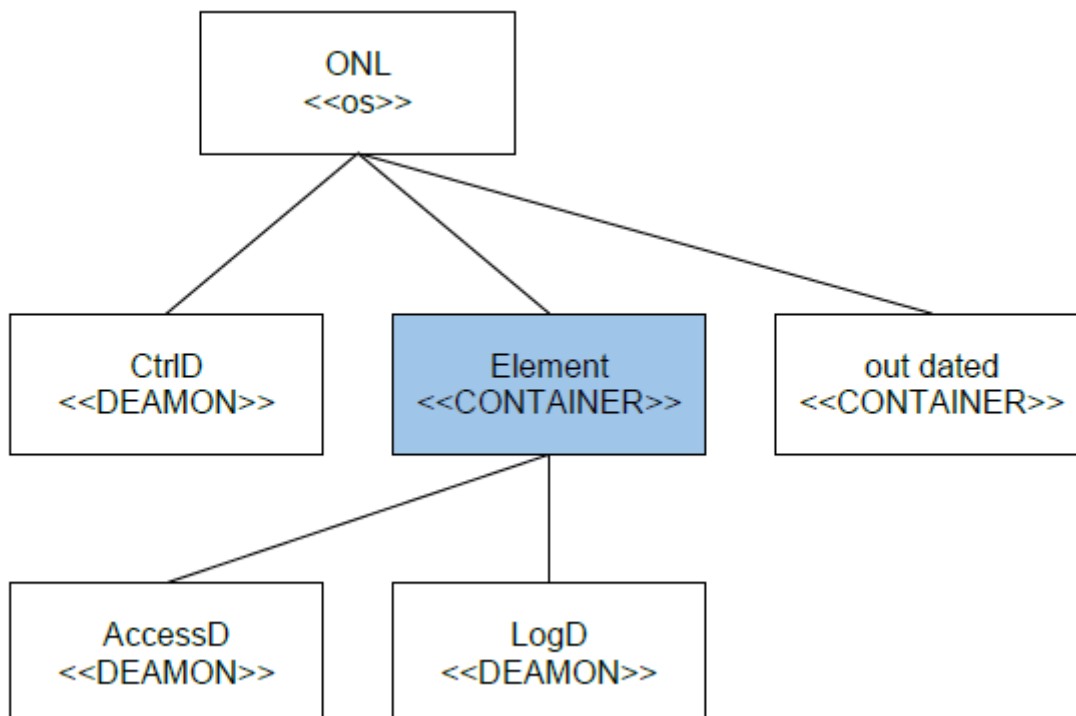 ONL
<<os>>
CtrlD
<<DEAMON>>
Element
<<CONTAINER>>
out dated
<<CONTAINER>>
AccessD
<<DEAMON>>
LogD
<<DEAMON>>